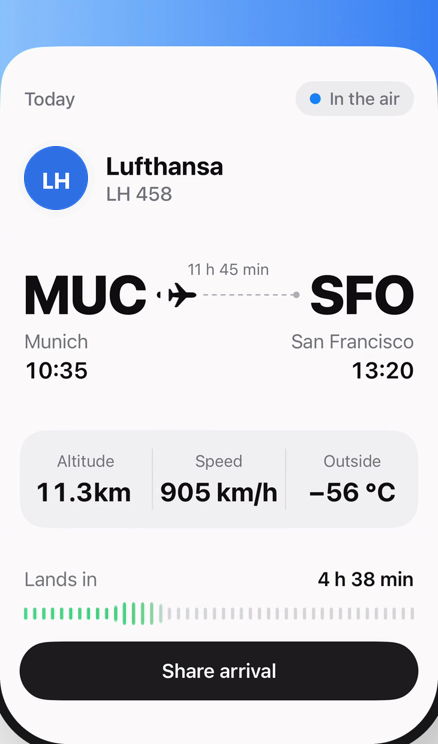 Today
In the air
LH
Lufthansa
LH 458
11 h 45 min
MUC SFO
Munich San Francisco
10:35 13:20
Altitude Speed Outside
11.3km 905 km/h −56 °C
Lands in 4 h 38 min
Share arrival